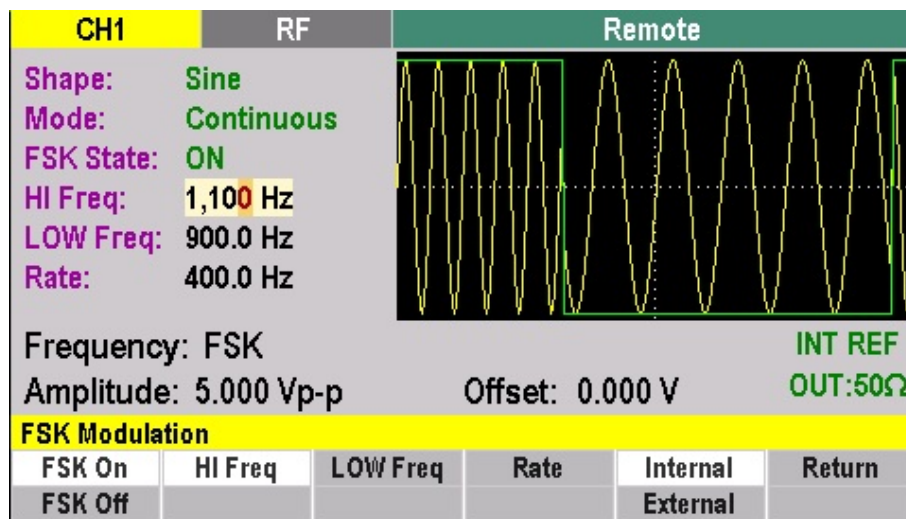 CH1 RF Remote
Shape: Sine
Mode: Continuous
FSK State: ON
HI Freq: 1,100 Hz
LOW Freq: 900.0 Hz
Rate: 400.0 Hz
Frequency: FSK INT REF
Amplitude: 5.000 Vp-p Offset: 0.000 V OUT:50Ω
FSK Modulation
FSK On HI Freq LOW Freq Rate Internal Return
FSK Off External